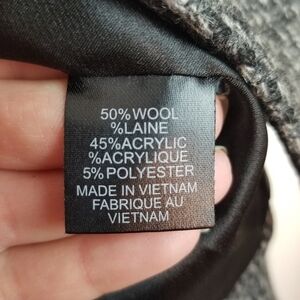 50%WOOL
%LAINE
45%ACRYLIC
%ACRYLIQUE
5%POLYESTER
MADE IN VIETNAM
FABRIQUE AU
VIETNAM